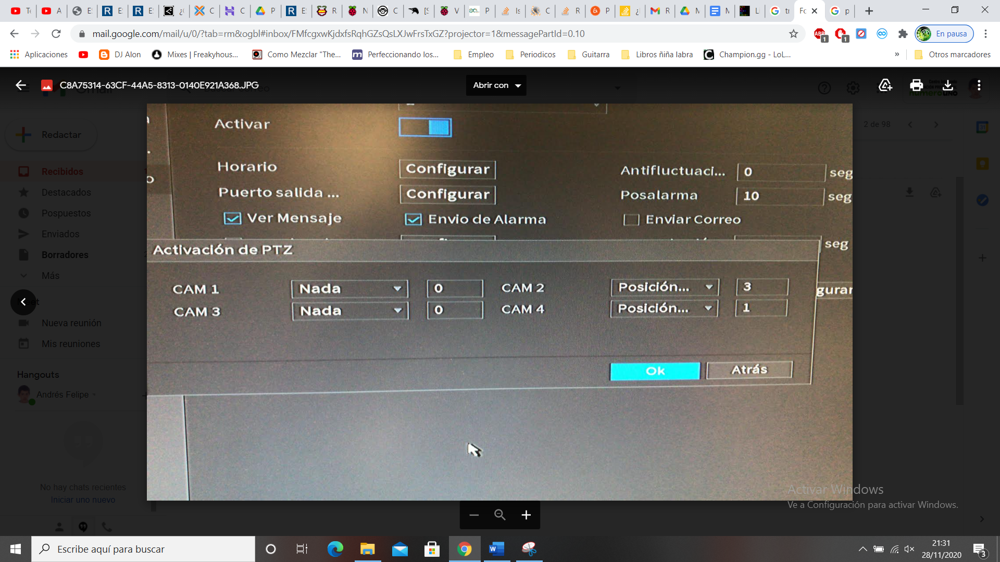 mail.google.com/mail/u/0/?tab=rm&ogbl#inbox/FMfcgxwKjdxfsRqhGZsQsLXJwFrsTxGZ?projector=1&messagePartId=0.10
En pausa
Aplicaciones
DJ Alon
Mixes | Freakyhous...
Como Mezclar "The...
Perfeccionando los...
Empleo
Periodicos
Guitarra
Libros ñiña labra
Champion.gg - LoL...
»
Otros marcadores
C8A75314-63CF-44A5-8313-0140E921A368.JPG
Abrir con
Redactar
2 de 98
Recibidos
Destacados
Pospuestos
Enviados
Borradores
Más
Nueva reunión
Mis reuniones
Hangouts
Andrés Felipe
No hay chats recientes
Iniciar uno nuevo
Activar
Horario Configurar Antifluctuaci... 0 seg
Puerto salida ... Configurar Posalarma 10 seg
Ver Mensaje Envio de Alarma Enviar Correo
seg
Activación de PTZ
CAM 1 Nada 0 CAM 2 Posición... 3
gurar
CAM 3 Nada 0 CAM 4 Posición... 1
Ok Atrás
Activar Windows
Ve a Configuración para activar Windows.
Escribe aquí para buscar
21:31
28/11/2020
3